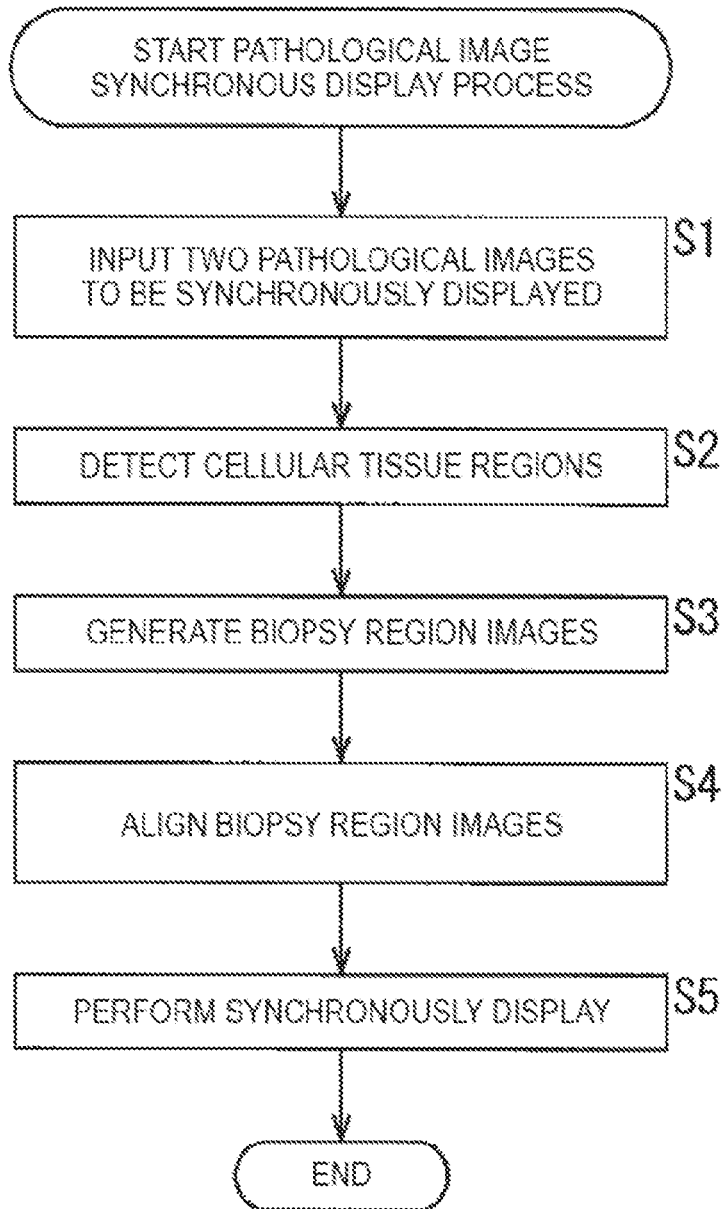 START PATHOLOGICAL IMAGE
SYNCHRONOUS DISPLAY PROCESS
S1
INPUT TWO PATHOLOGICAL IMAGES
TO BE SYNCHRONOUSLY DISPLAYED
S2
DETECT CELLULAR TISSUE REGIONS
S3
GENERATE BIOPSY REGION IMAGES
S4
ALIGN BIOPSY REGION IMAGES
S5
PERFORM SYNCHRONOUSLY DISPLAY
END